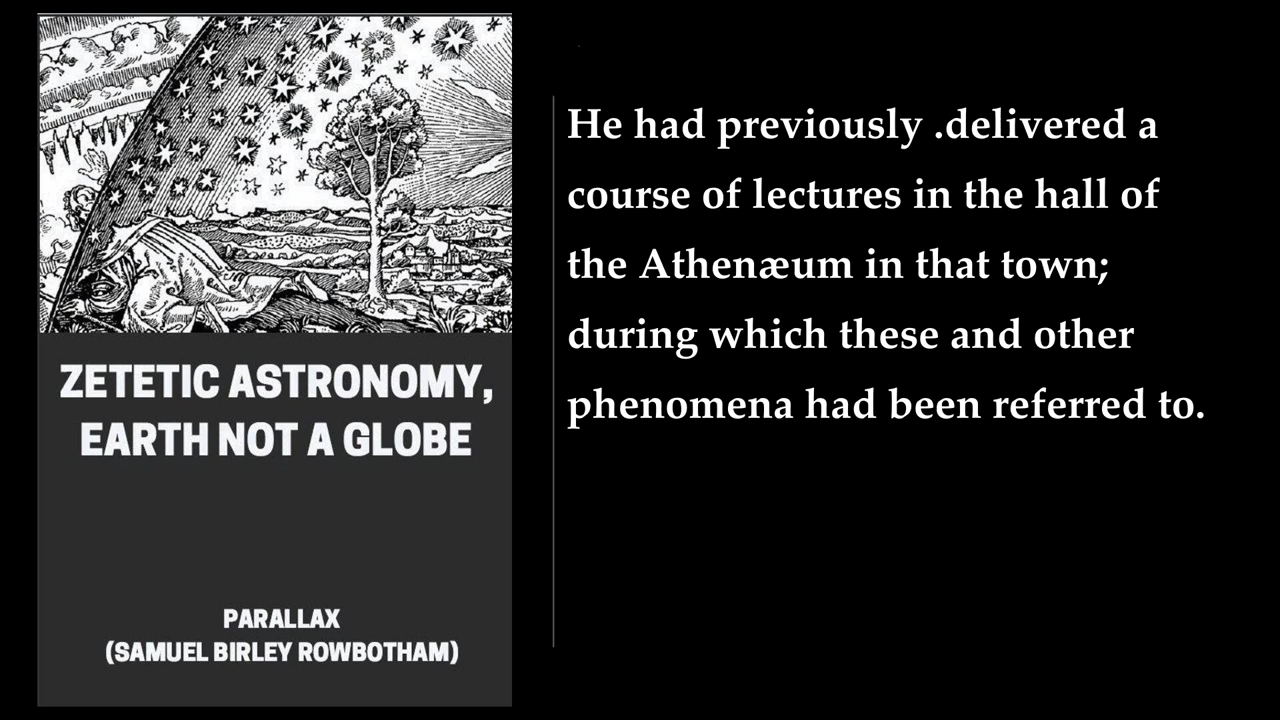 ZETETIC ASTRONOMY,
EARTH NOT A GLOBE
PARALLAX
(SAMUEL BIRLEY ROWBOTHAM)
He had previously .delivered a
course of lectures in the hall of
the Athenæum in that town;
during which these and other
phenomena had been referred to.